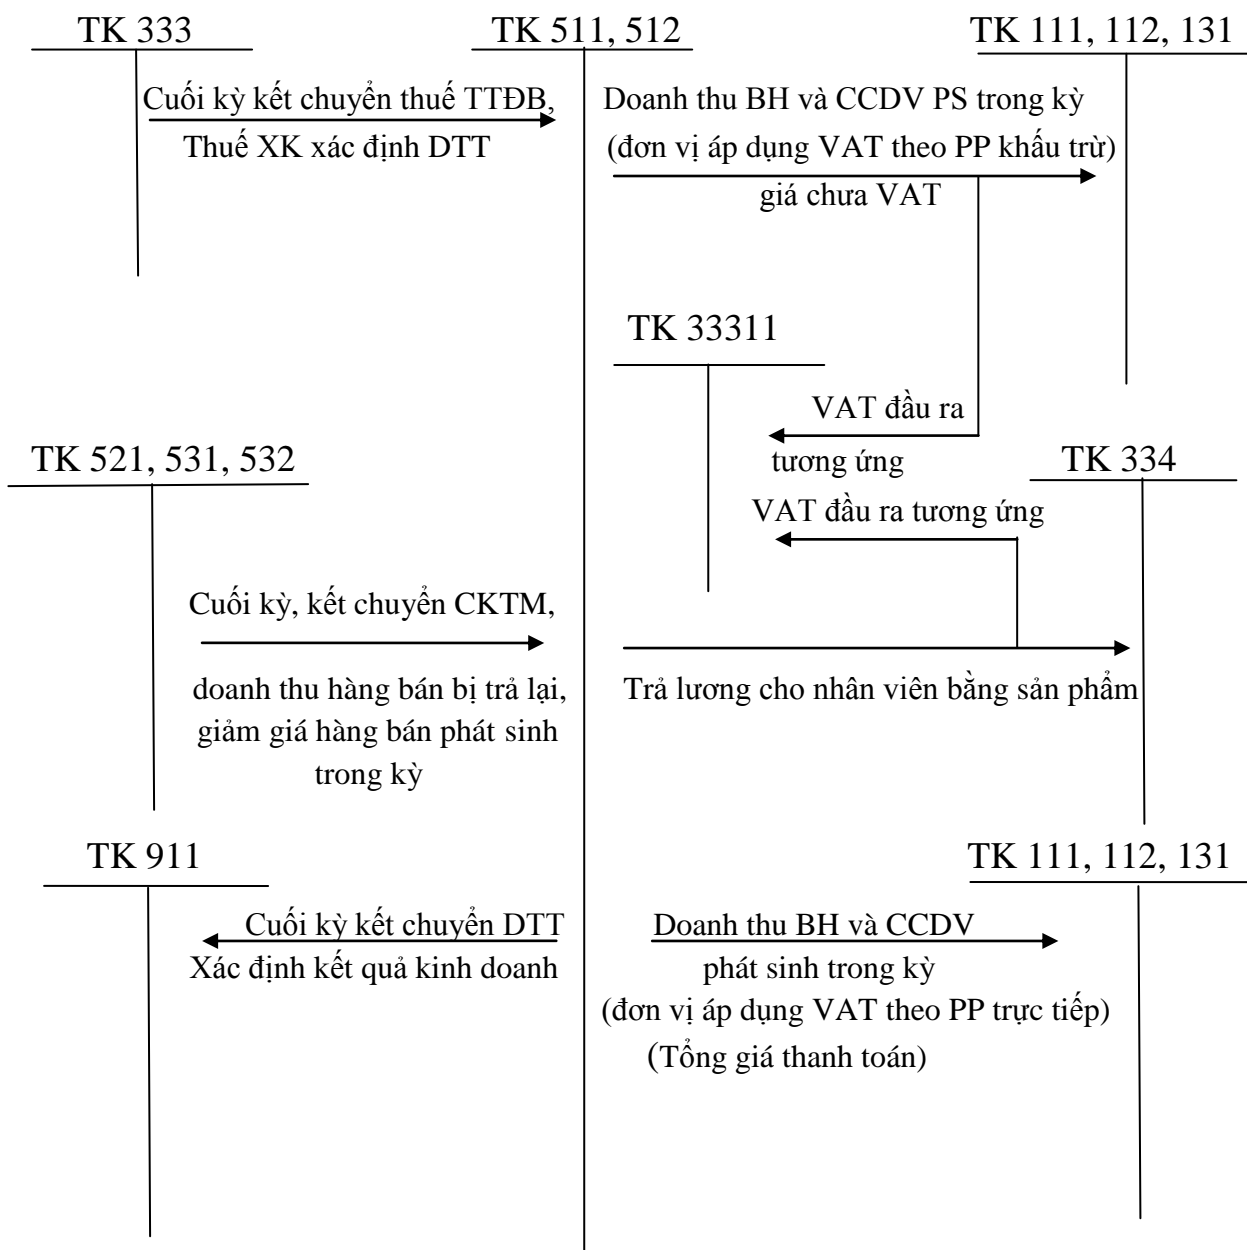 TK 333
TK 511, 512
TK 111, 112, 131
Cuối kỳ kết chuyển thuế TTĐB,
Thuế XK xác định DTT
Doanh thu BH và CCDV PS trong kỳ
(đơn vị áp dụng VAT theo PP khấu trừ)
giá chưa VAT
TK 33311
VAT đầu ra
tương ứng
TK 521, 531, 532
TK 334
VAT đầu ra tương ứng
Cuối kỳ, kết chuyển CKTM,
doanh thu hàng bán bị trả lại,
giảm giá hàng bán phát sinh
trong kỳ
Trả lương cho nhân viên bằng sản phẩm
TK 911
TK 111, 112, 131
Cuối kỳ kết chuyển DTT
Xác định kết quả kinh doanh
Doanh thu BH và CCDV
phát sinh trong kỳ
(đơn vị áp dụng VAT theo PP trực tiếp)
(Tổng giá thanh toán)